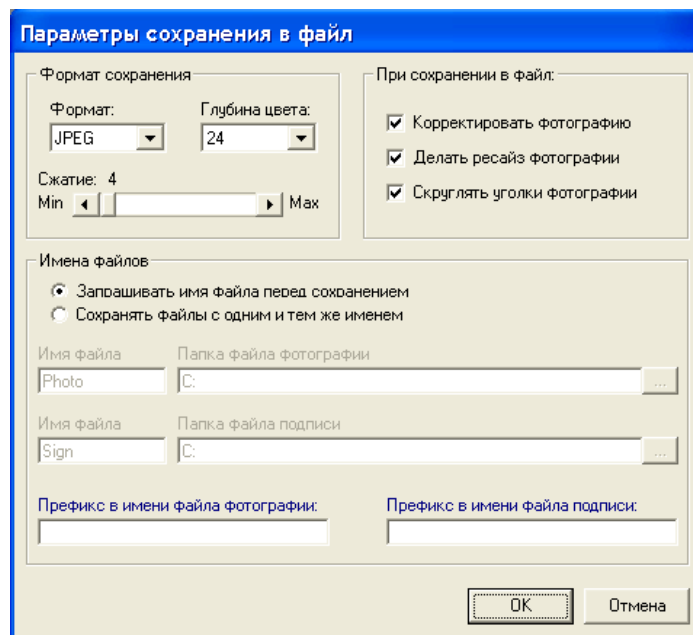 Параметры сохранения в файл
Формат сохранения
Формат:
Глубина цвета:
JPEG
24
Сжатие: 4
Min
Max
При сохранении в файл:
Корректировать фотографию
Делать ресайз фотографии
Скруглять уголки фотографии
Имена файлов
Запрашивать имя файла перед сохранением
Сохранять файлы с одним и тем же именем
Имя файла
Папка файла фотографии
Photo
C:
...
Имя файла
Папка файла подписи
Sign
C:
...
Префикс в имени файла фотографии:
Префикс в имени файла подписи:
OK
Отмена